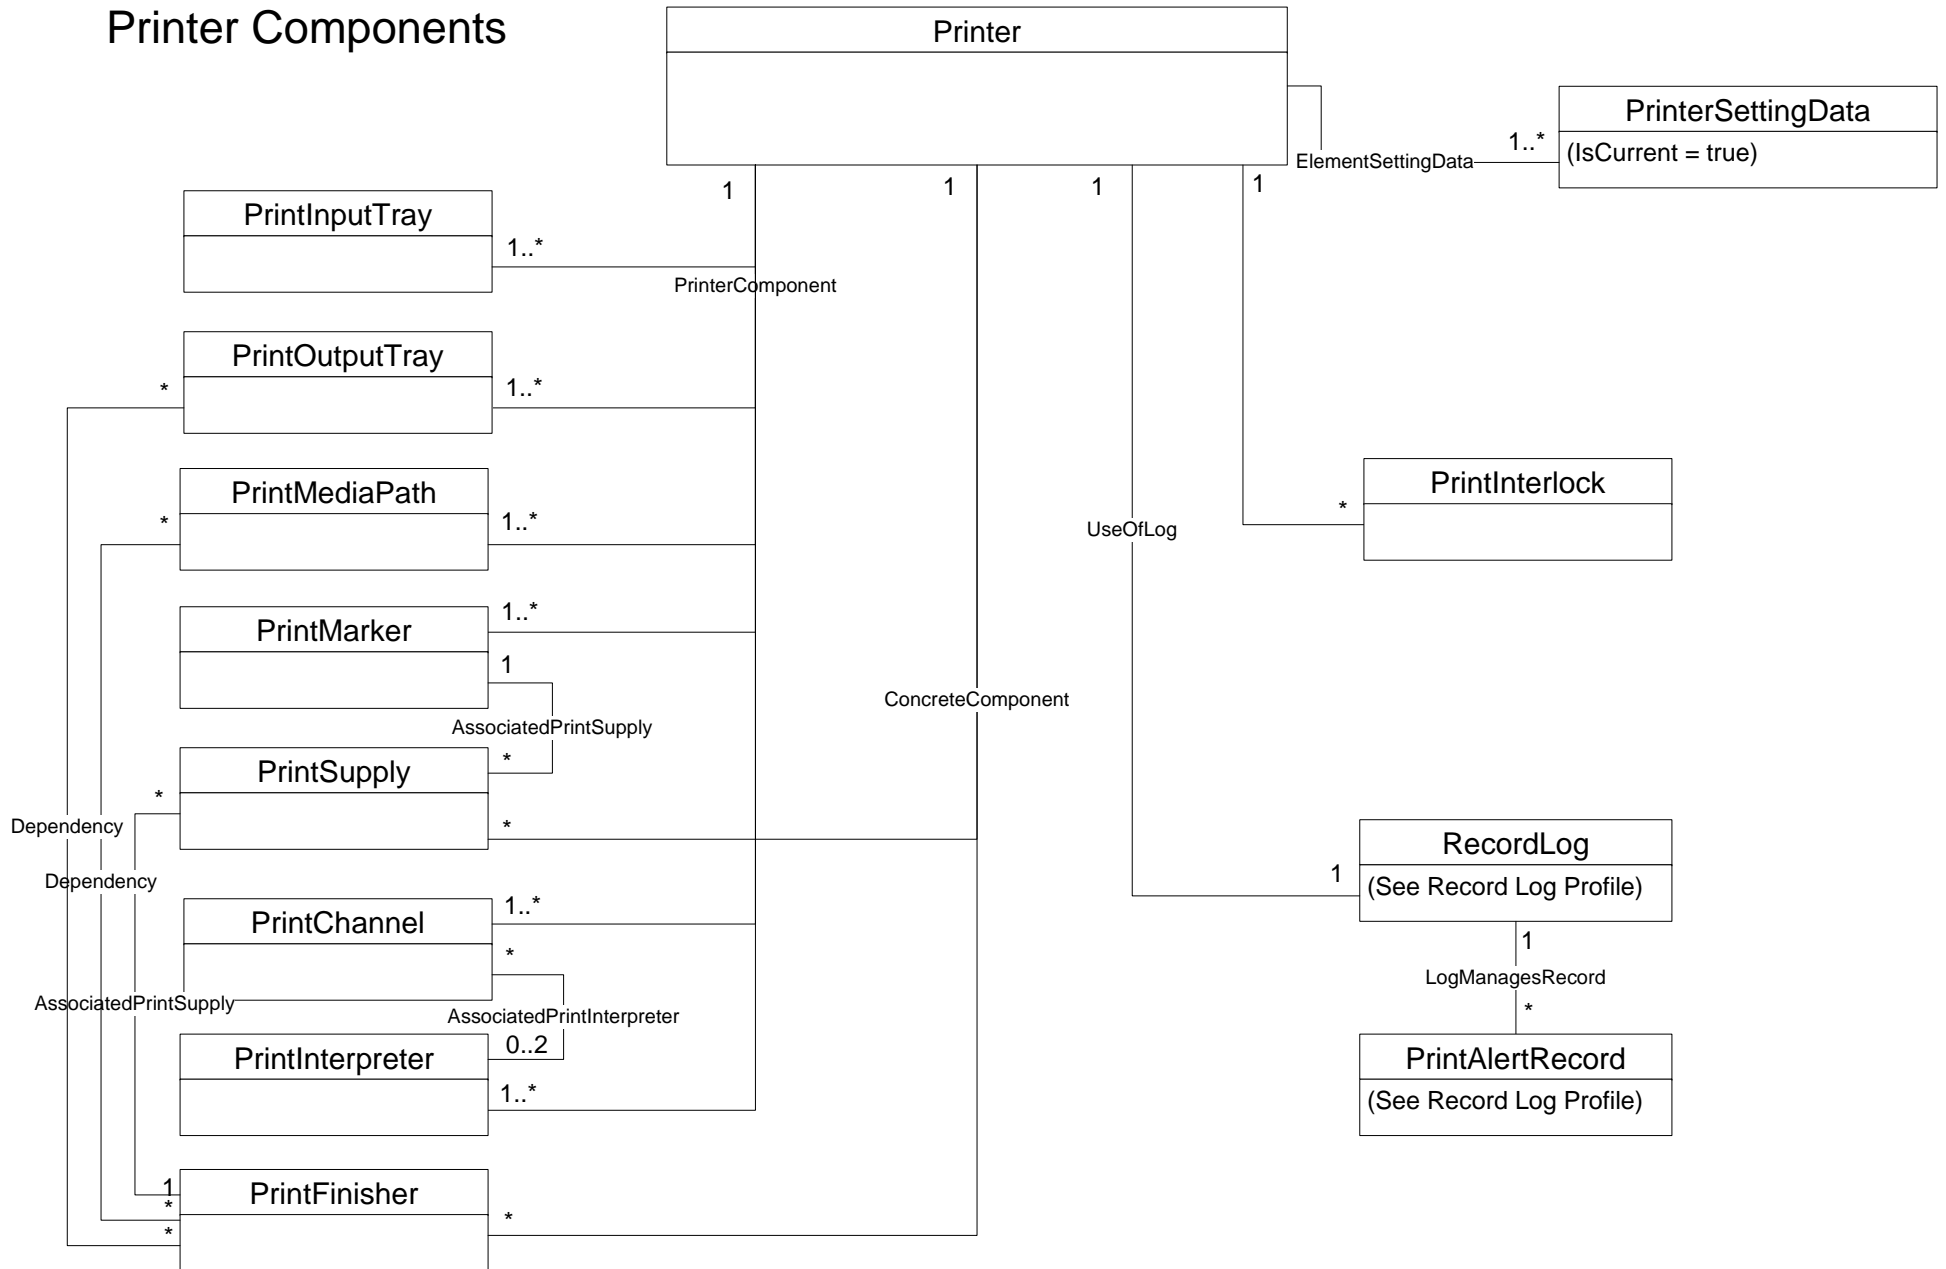 Printer Components
Printer
PrinterSettingData
1..*
(IsCurrent = true)
ElementSettingData
1
1
1
1
PrintInputTray
1..*
PrinterComponent
PrintOutputTray
*
1..*
PrintMediaPath
*
1..*
PrintInterlock
*
UseOfLog
PrintMarker
1..*
1
ConcreteComponent
AssociatedPrintSupply
PrintSupply
*
*
*
Dependency
RecordLog
1
(See Record Log Profile)
Dependency
PrintChannel
1..*
*
1
LogManagesRecord
*
AssociatedPrintSupply
AssociatedPrintInterpreter
PrintInterpreter
0..2
1..*
PrintAlertRecord
(See Record Log Profile)
PrintFinisher
1
*
*
*